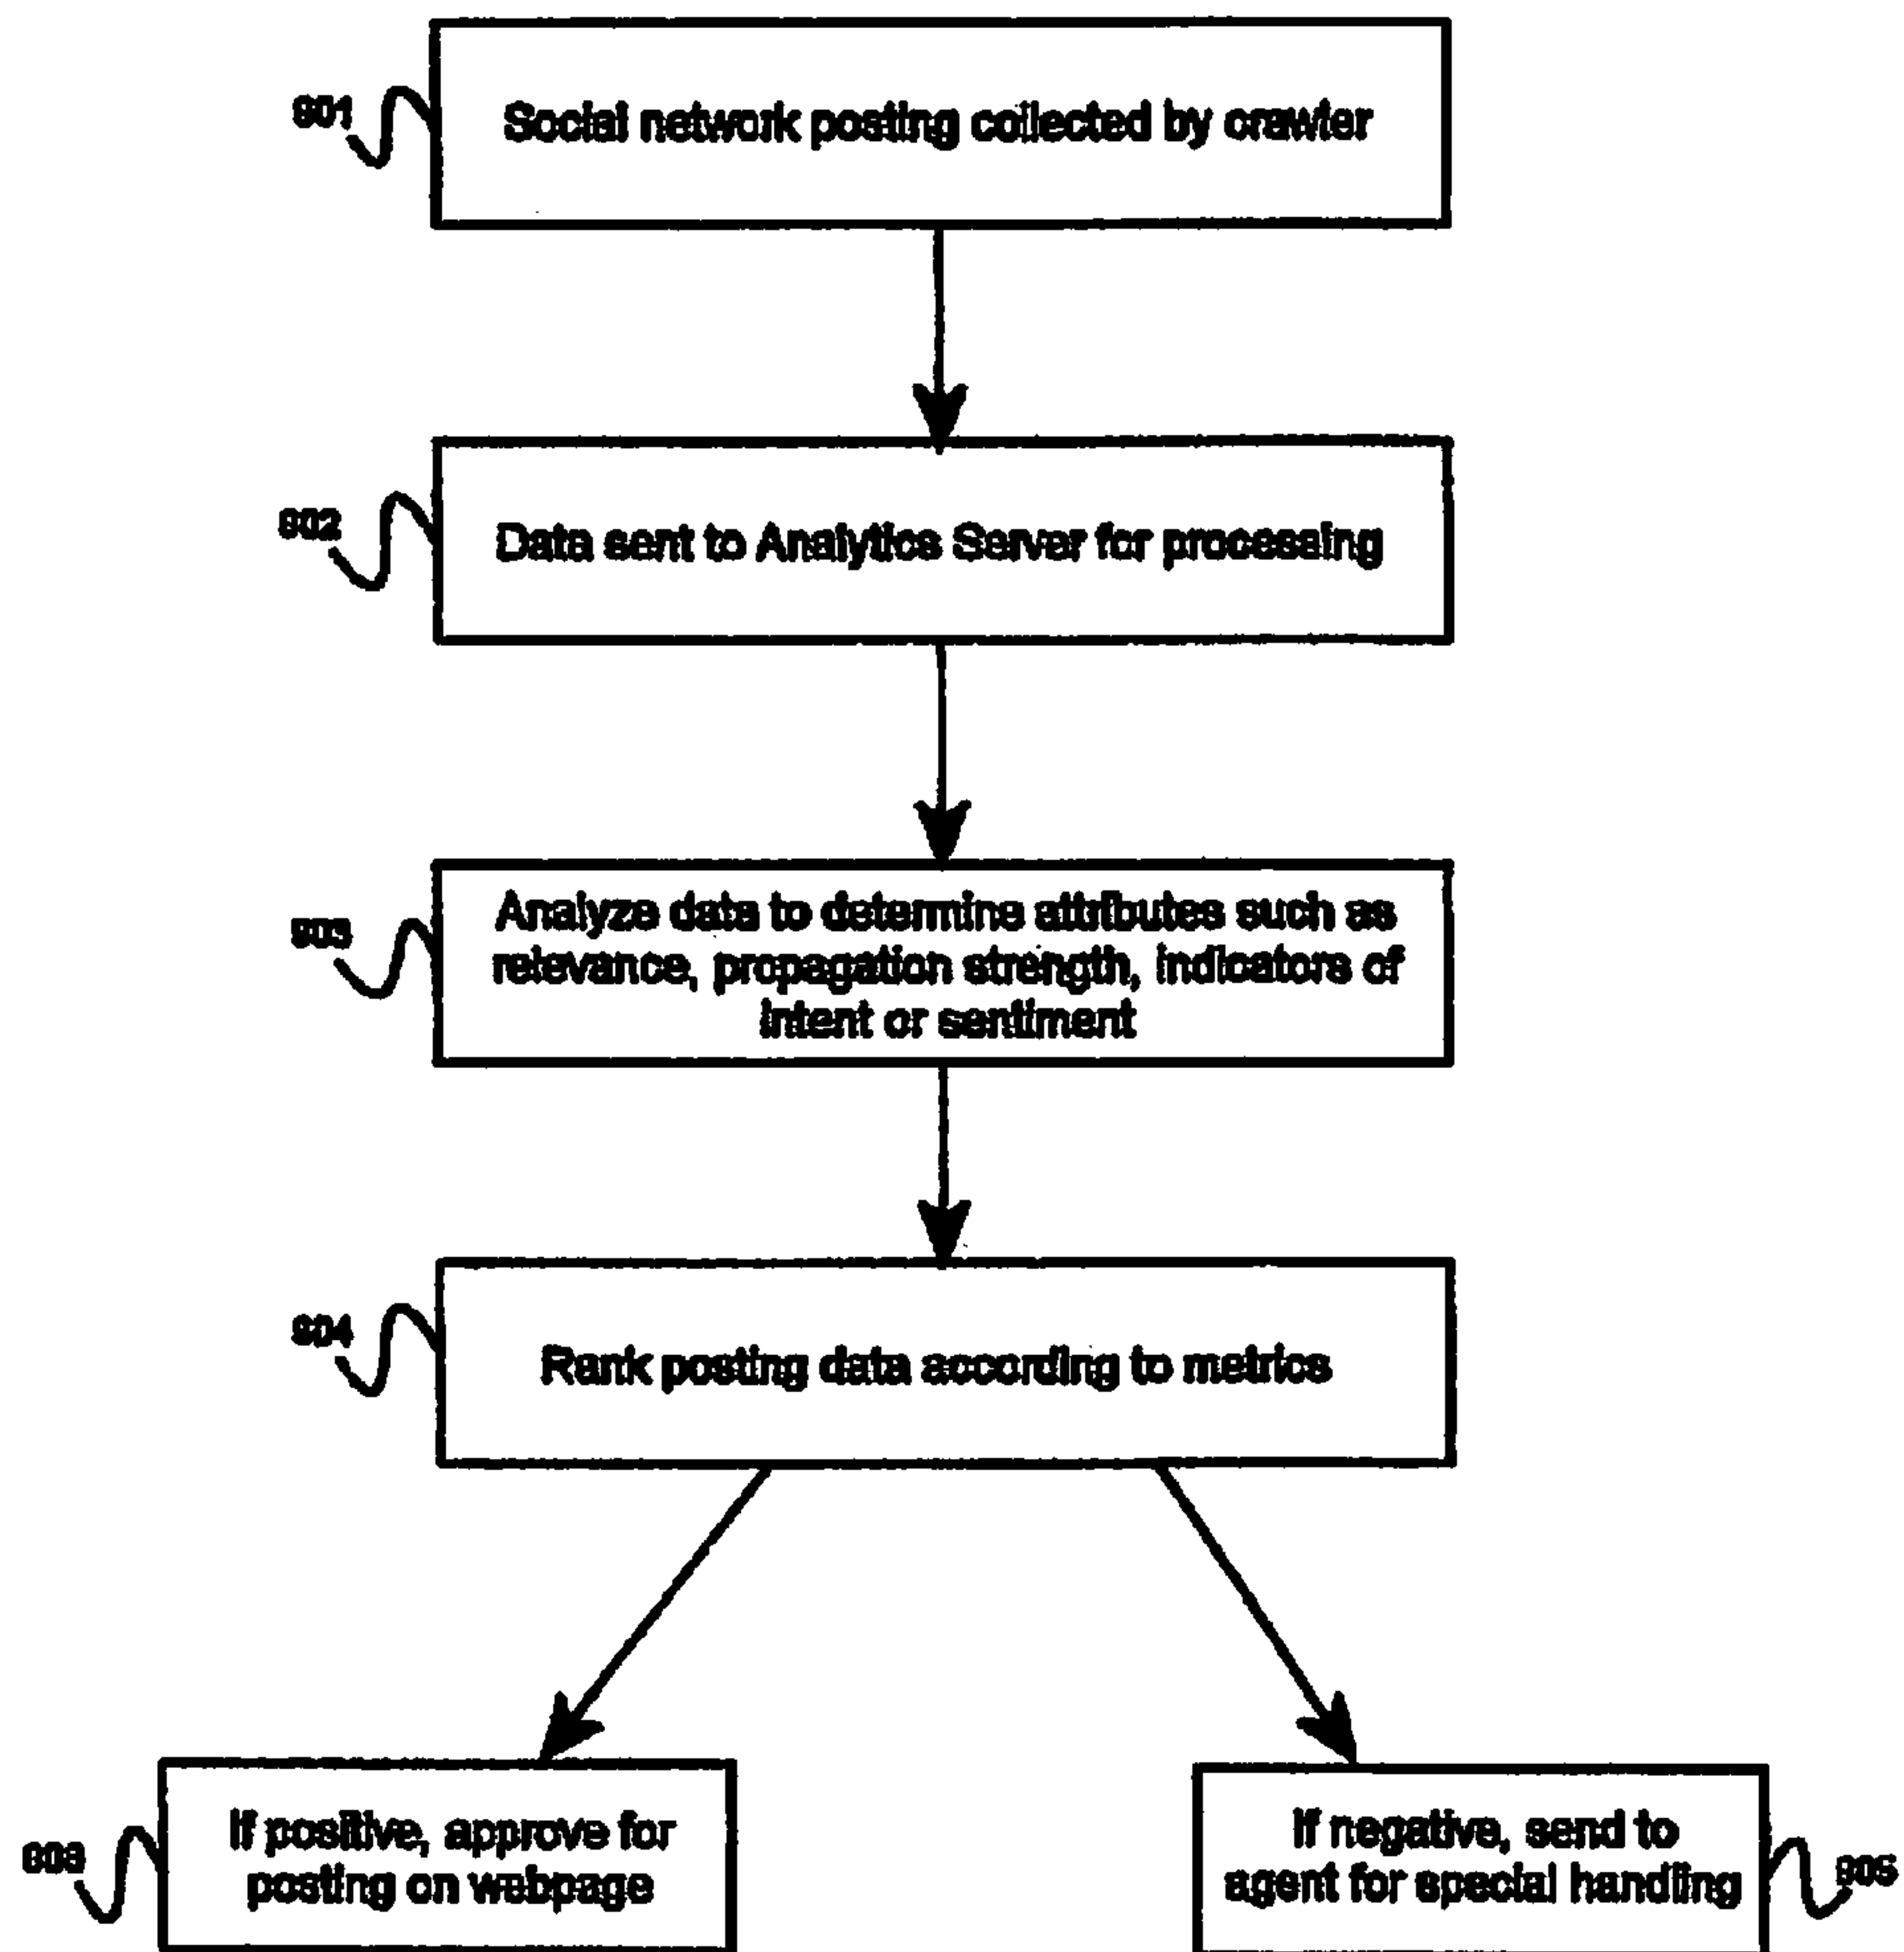 901
Social network posting collected by crawler
902
Data sent to Analytics Server for processing
903
Analyze data to determine attributes such as
relevance, propagation strength, indicators of
intent or sentiment
904
Rank posting data according to metrics
If positive, approve for
posting on webpage
If negative, send to
agent for special handling